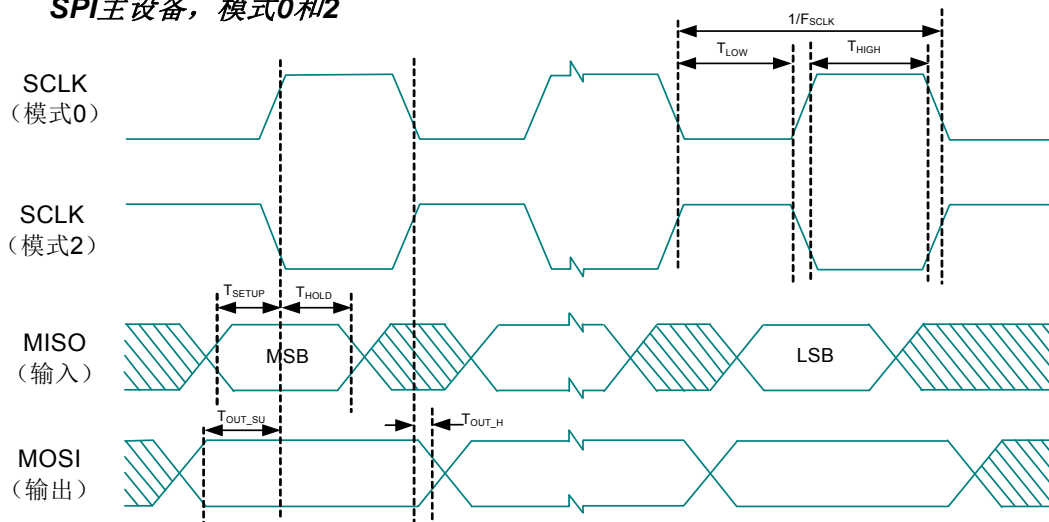 SPI主设备，模式0和2
1/FSCLK
TLOW
THIGH
SCLK
（模式0）
SCLK
（模式2）
TSETUP
THOLD
MISO
（输入）
MSB
LSB
TOUT_SU
TOUT_H
MOSI
（输出）